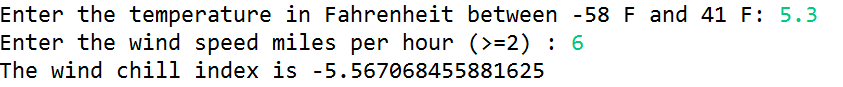 Enter the temperature in Fahrenheit between -58 F and 41 F: 5.3
Enter the wind speed miles per hour (>=2) : 6
The wind chill index is -5.567068455881625